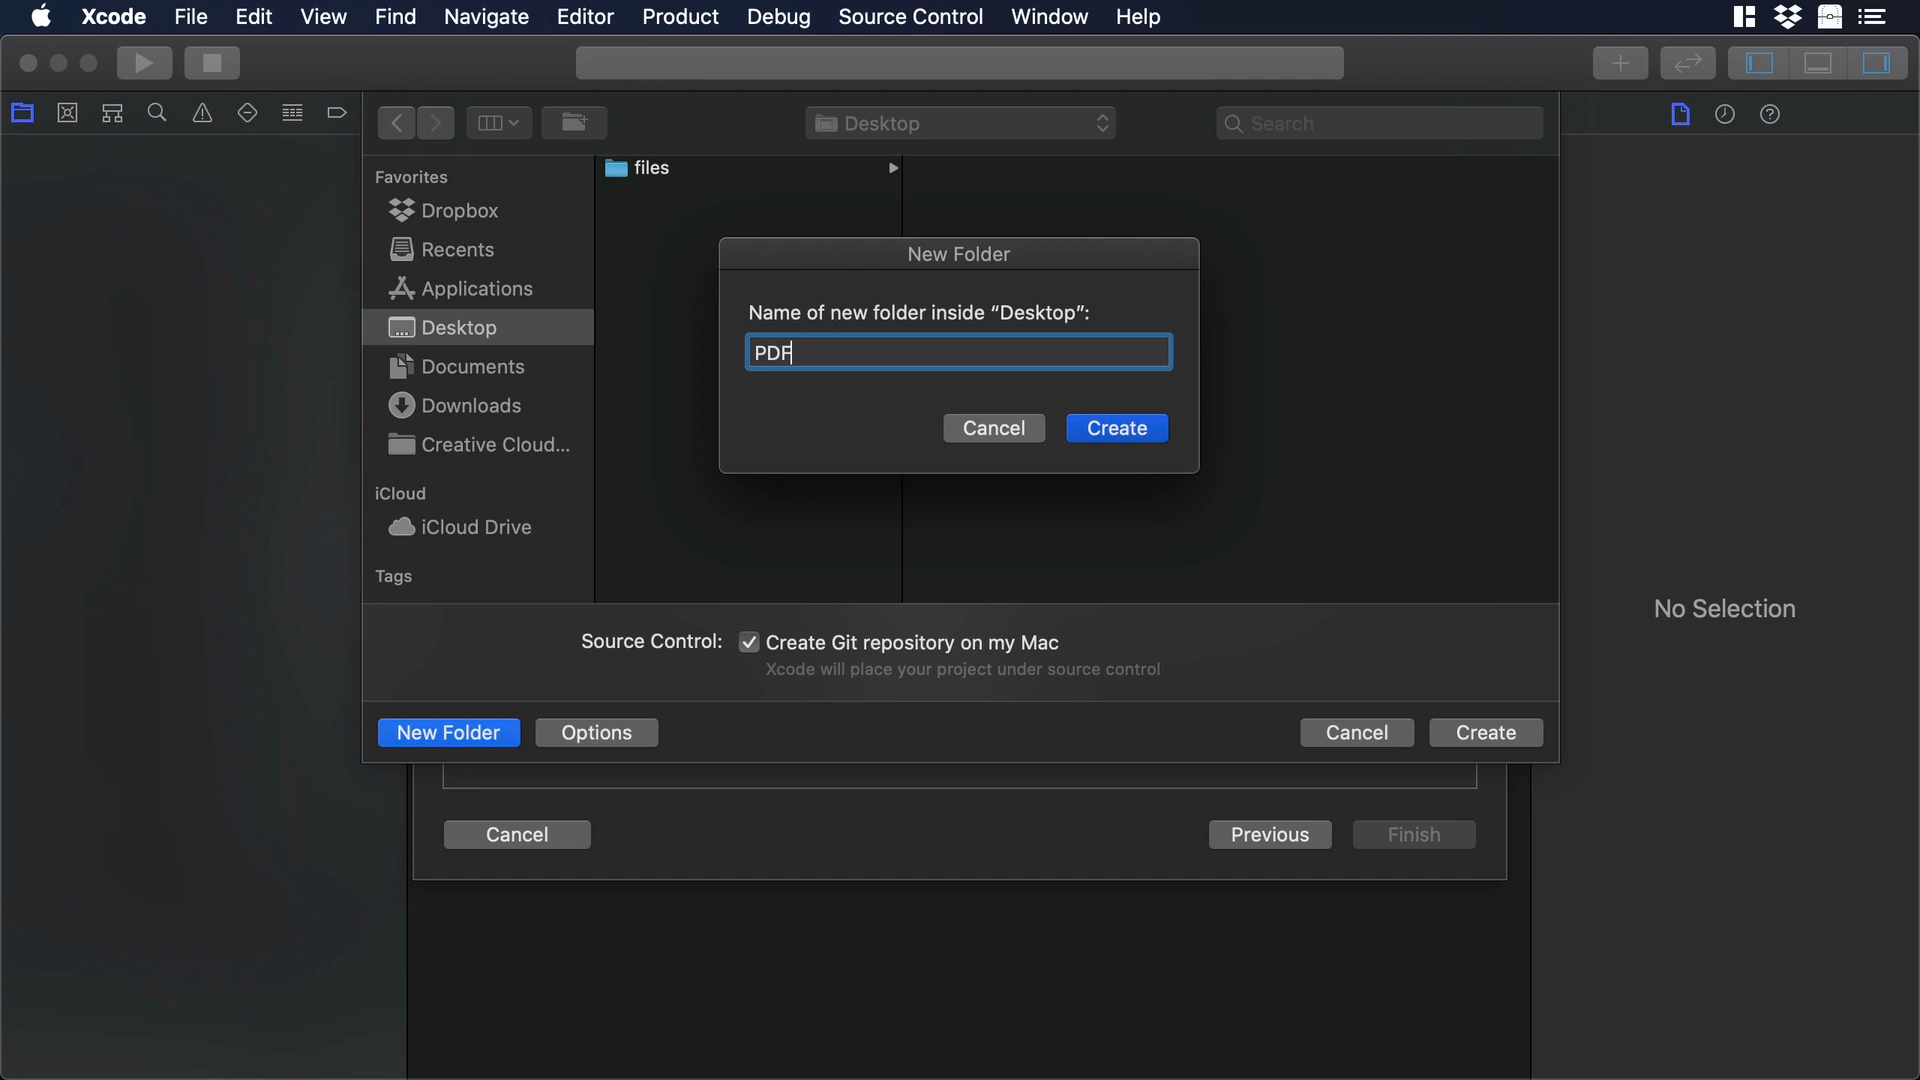 Xcode File Edit View Find Navigate Editor Product Debug Source Control Window Help
Desktop
Search
Favorites
Dropbox
Recents
Applications
Desktop
Documents
Downloads
Creative Cloud...
iCloud
iCloud Drive
Tags
files
New Folder
Name of new folder inside “Desktop”:
PDF
Cancel Create
No Selection
Source Control: Create Git repository on my Mac
Xcode will place your project under source control
New Folder Options Cancel Create
Cancel Previous Finish